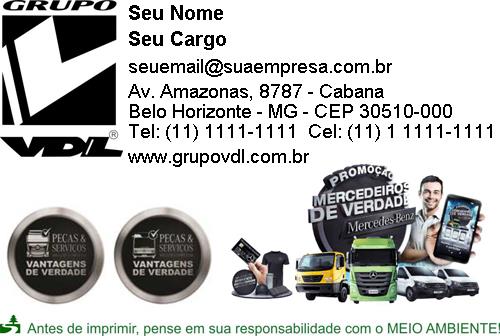 GRUPO
VDL
Seu Nome
Seu Cargo
seuemail@suaempresa.com.br
Av. Amazonas, 8787 - Cabana
Belo Horizonte - MG - CEP 30510-000
Tel: (11) 1111-1111 Cel: (11) 1 1111-1111
www.grupovdl.com.br
PEÇAS &
SERVIÇOS
VANTAGENS
DE VERDADE
PEÇAS &
SERVIÇOS
VANTAGENS
DE VERDADE
PROMOÇÃO
MERCEDEIROS
DE VERDADE
Mercedes-Benz
Antes de imprimir, pense em sua responsabilidade com o MEIO AMBIENTE!